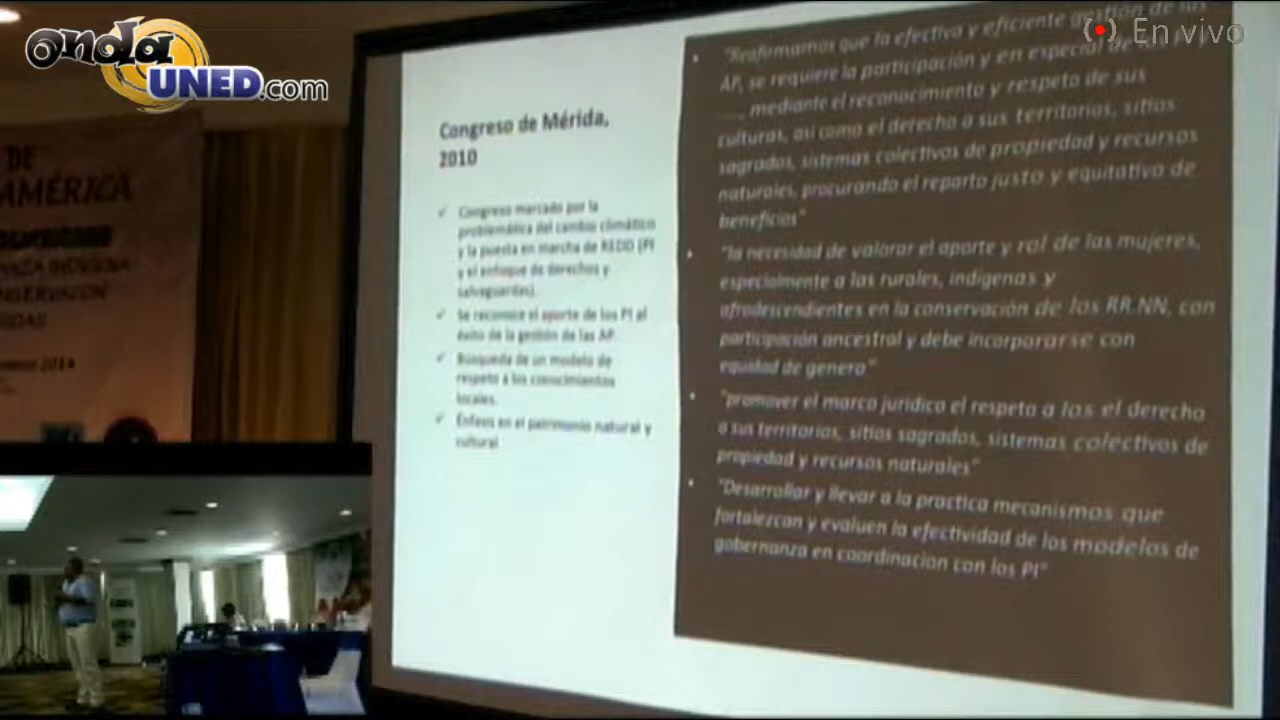 onda
UNED.com
En vivo
DE
AMÉRICA
2014
Congreso de Mérida,
2010
✓ Congreso marcado por la
problemática del cambio climático
y la puesta en marcha de REDD (PI
y el enfoque de derechos y
salvaguardas).
✓ Se reconoce el aporte de los PI al
éxito de la gestión de las AP.
✓ Búsqueda de un modelo de
respeto a los conocimientos
locales.
✓ Énfasis en el patrimonio natural y
cultural.
• "Reafirmamos que la efectiva y eficiente gestión de las
AP, se requiere la participación y en especial de
...., mediante el reconocimiento y respeto de sus
culturas, así como el derecho a sus territorios, sitios
sagrados, sistemas colectivos de propiedad y recursos
naturales, procurando el reparto justo y equitativo de
beneficios"
• "la necesidad de valorar el aporte y rol de las mujeres,
especialmente a las rurales, indígenas y
afrodescendientes en la conservación de los RR.NN, con
participación ancestral y debe incorporarse con
equidad de genero"
• "promover el marco jurídico el respeto a los el derecho
a sus territorios, sitios sagrados, sistemas colectivos de
propiedad y recursos naturales"
• "Desarrollar y llevar a la practica mecanismos que
fortalezcan y evaluen la efectividad de los modelos de
gobernanza en coordinacion con los PI"